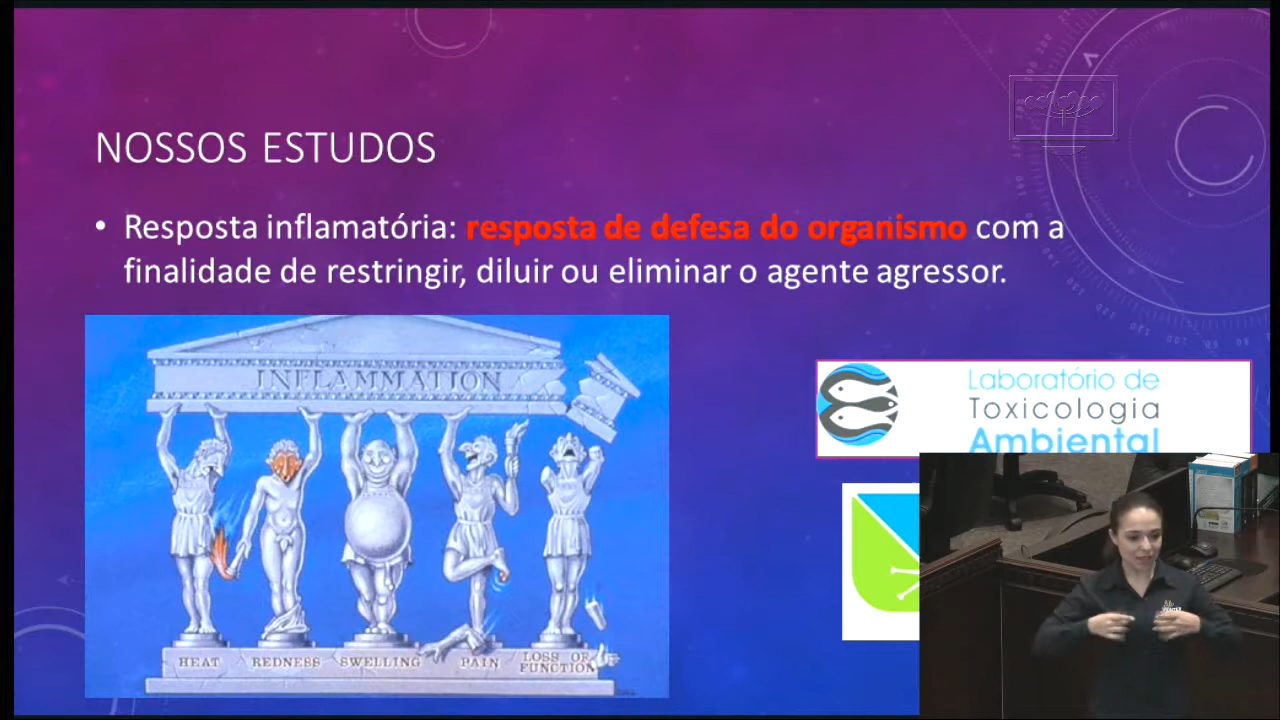 NOSSOS ESTUDOS
• Resposta inflamatória: resposta de defesa do organismo com a
finalidade de restringir, diluir ou eliminar o agente agressor.
INFLAMMATION
HEAT REDNESS SWELLING PAIN LOSS OF
FUNCTION
Laboratório de
Toxicologia
Ambiental